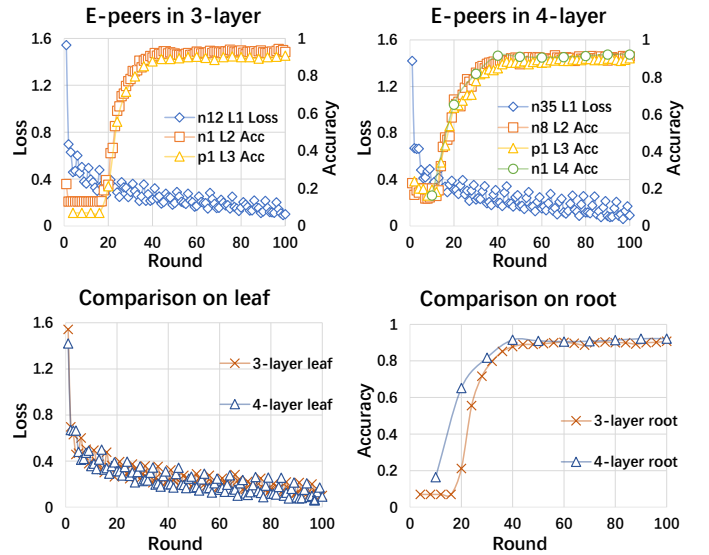 E-peers in 3-layer
1.6
1.2
0.8
0.4
0
1
0.8
0.6
0.4
0.2
0
Loss
Accuracy
n12 L1 Loss
n1 L2 Acc
p1 L3 Acc
0 20 40 60 80 100
Round
E-peers in 4-layer
1.6
1.2
0.8
0.4
0
1
0.8
0.6
0.4
0.2
0
Loss
Accuracy
n35 L1 Loss
n8 L2 Acc
p1 L3 Acc
n1 L4 Acc
0 20 40 60 80 100
Round
Comparison on leaf
1.6
1.2
0.8
0.4
0
Loss
3-layer leaf
4-layer leaf
0 20 40 60 80 100
Round
Comparison on root
1
0.8
0.6
0.4
0.2
0
Accuracy
3-layer root
4-layer root
0 20 40 60 80 100
Round